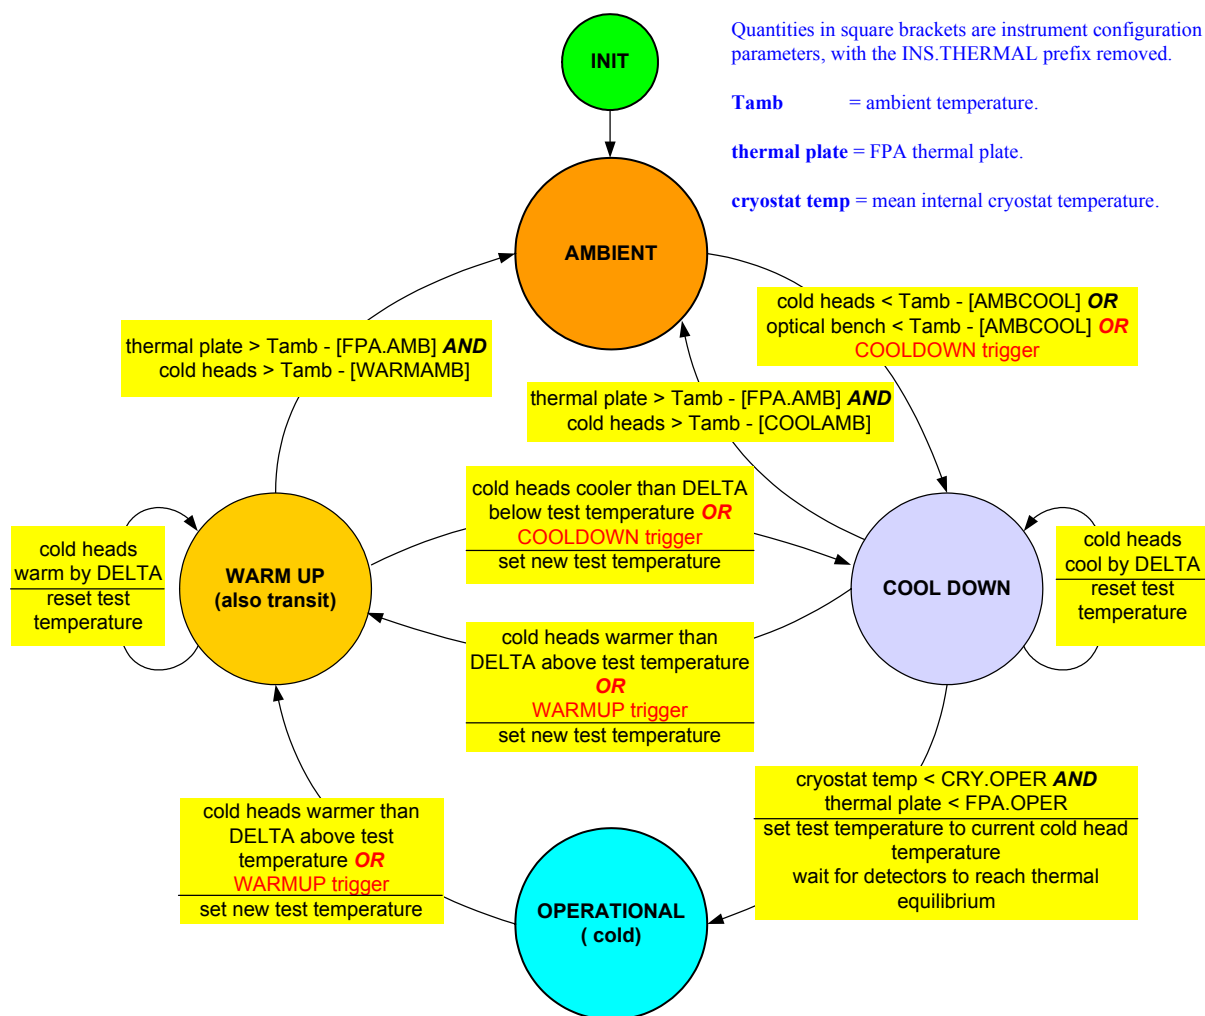 INIT
Quantities in square brackets are instrument configuration
parameters, with the INS.THERMAL prefix removed.
Tamb = ambient temperature.
thermal plate = FPA thermal plate.
cryostat temp = mean internal cryostat temperature.
AMBIENT
cold heads < Tamb - [AMBCOOL] OR
optical bench < Tamb - [AMBCOOL] OR
COOLDOWN trigger
thermal plate > Tamb - [FPA.AMB] AND
cold heads > Tamb - [WARMAMB]
thermal plate > Tamb - [FPA.AMB] AND
cold heads > Tamb - [COOLAMB]
cold heads cooler than DELTA
below test temperature OR
COOLDOWN trigger
set new test temperature
cold heads
warm by DELTA
reset test
temperature
WARM UP
(also transit)
COOL DOWN
cold heads
cool by DELTA
reset test
temperature
cold heads warmer than
DELTA above test temperature
OR
WARMUP trigger
set new test temperature
cryostat temp < CRY.OPER AND
thermal plate < FPA.OPER
set test temperature to current cold head
temperature
wait for detectors to reach thermal
equilibrium
cold heads warmer than
DELTA above test
temperature OR
WARMUP trigger
set new test temperature
OPERATIONAL
( cold)